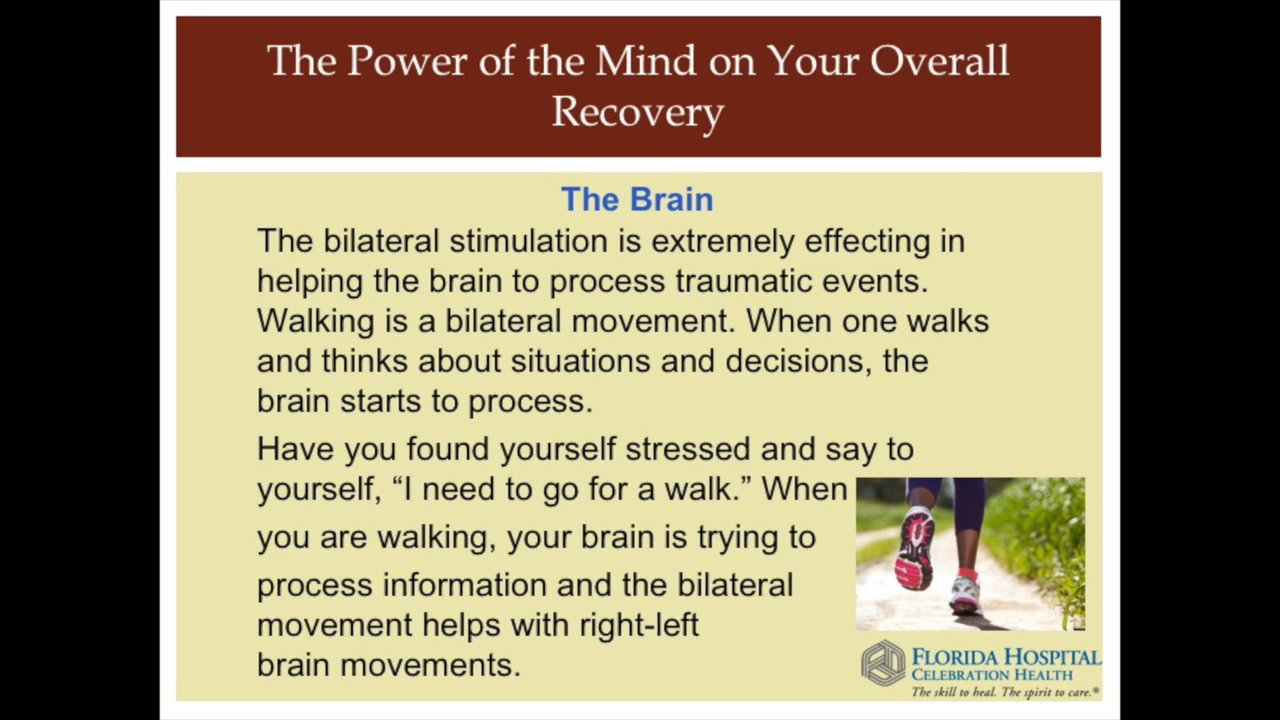 The Power of the Mind on Your Overall
Recovery
The Brain
The bilateral stimulation is extremely effecting in
helping the brain to process traumatic events.
Walking is a bilateral movement. When one walks
and thinks about situations and decisions, the
brain starts to process.
Have you found yourself stressed and say to
yourself, “I need to go for a walk.” When
you are walking, your brain is trying to
process information and the bilateral
movement helps with right-left
brain movements.
FLORIDA HOSPITAL
CELEBRATION HEALTH
The skill to heal. The spirit to care.®